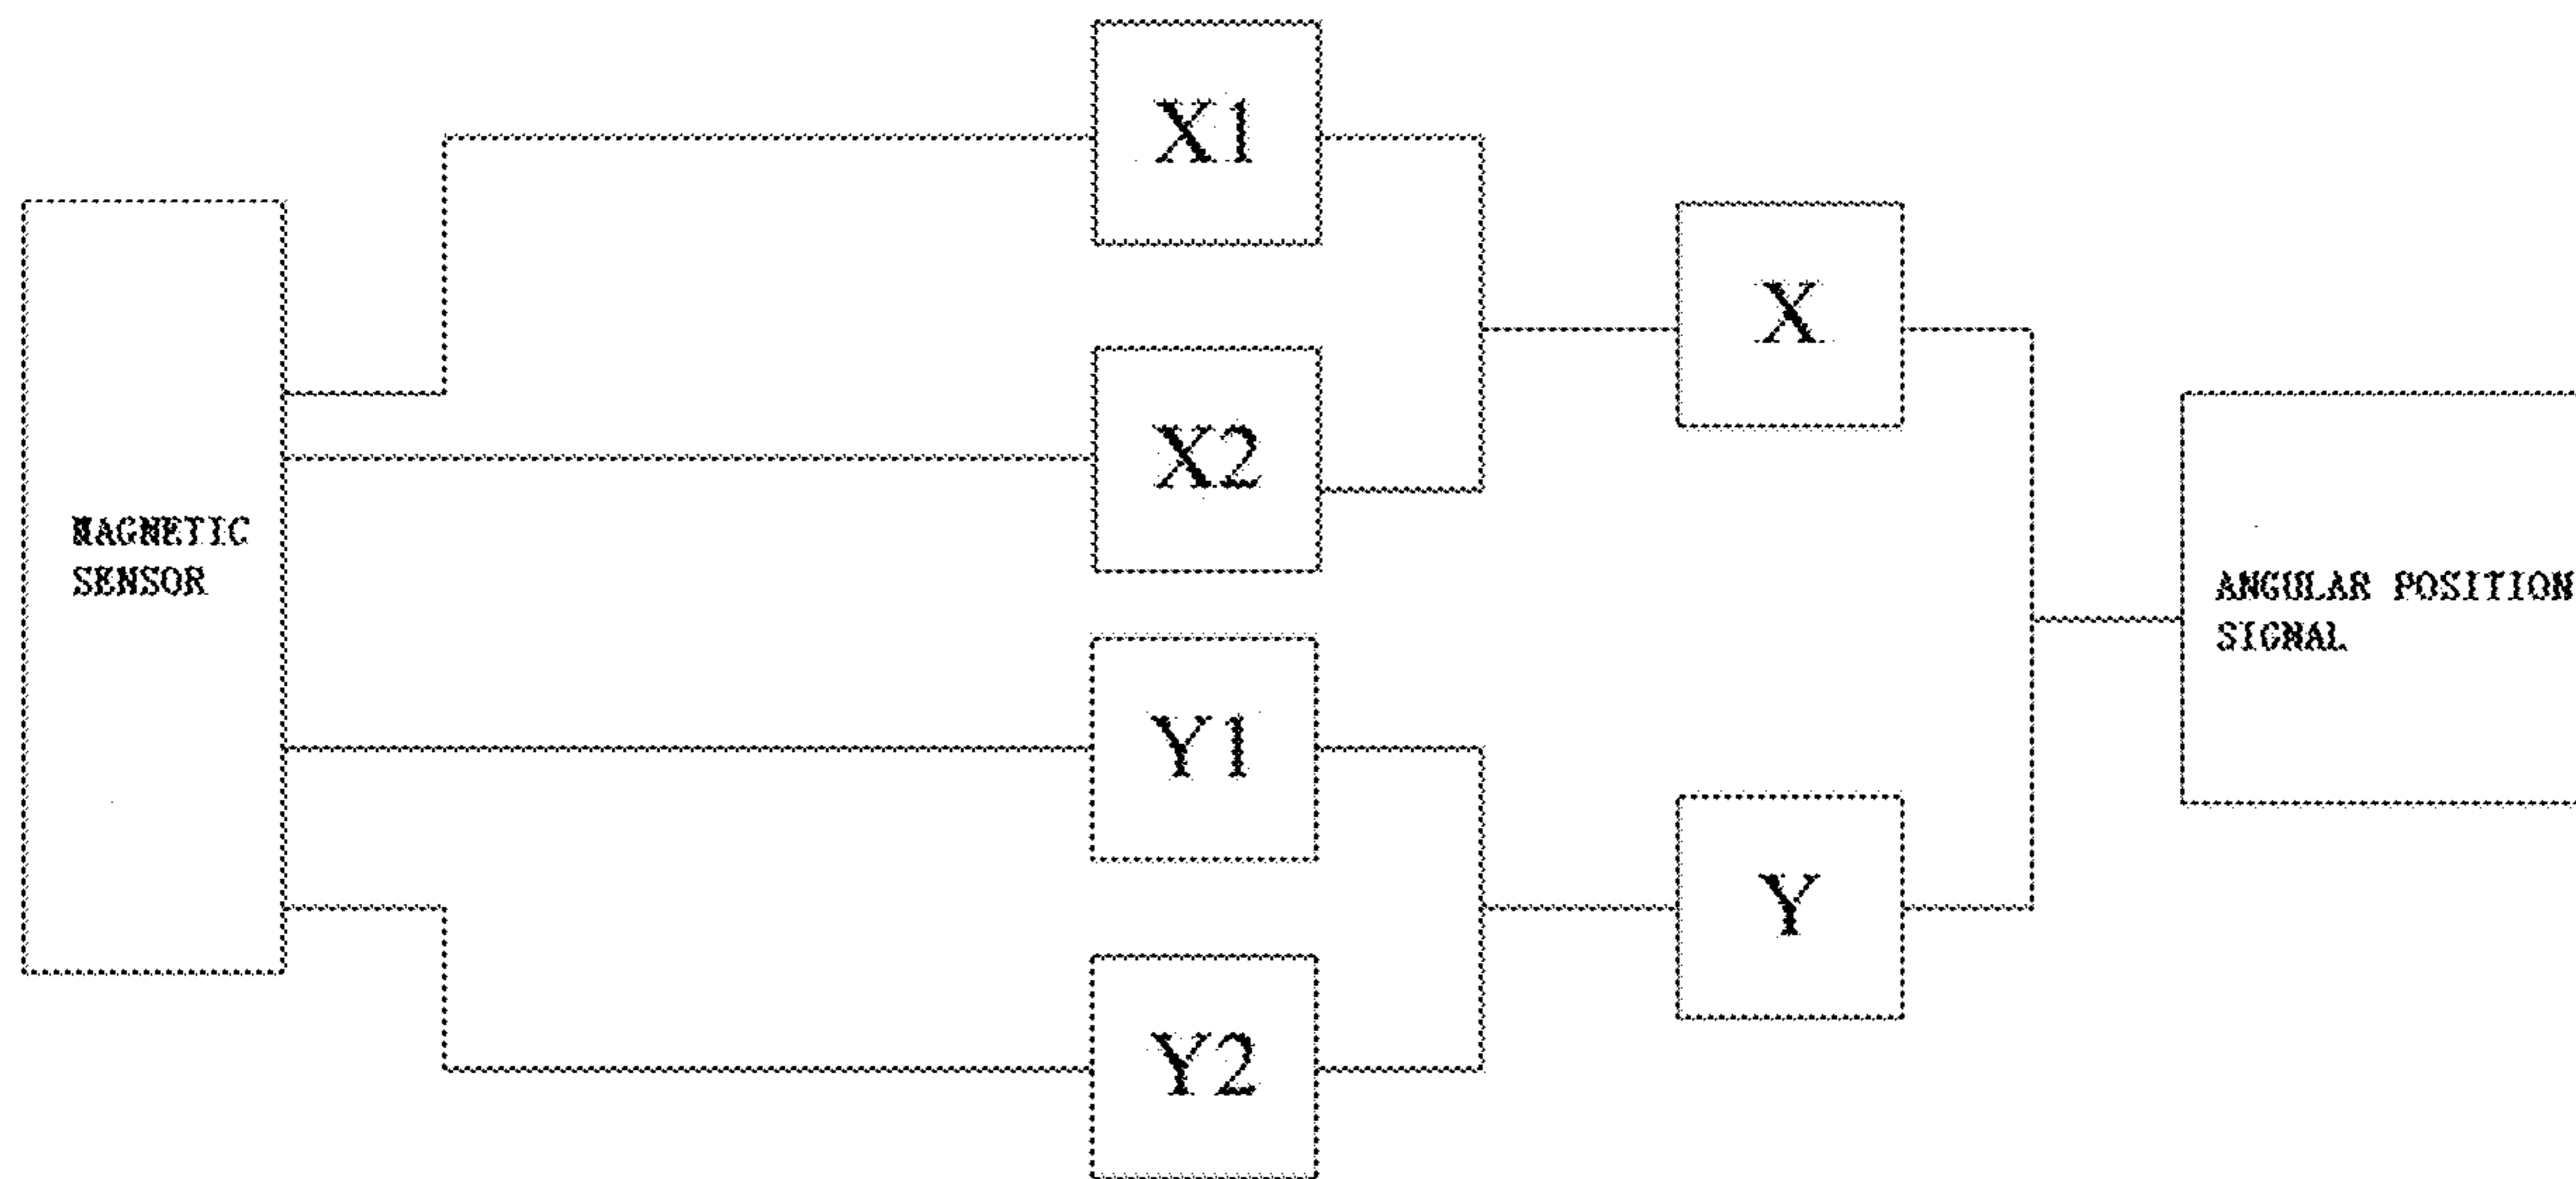 MAGNETIC
SENSOR
X1
X2
Y1
Y2
X
Y
ANGULAR POSITION
SIGNAL